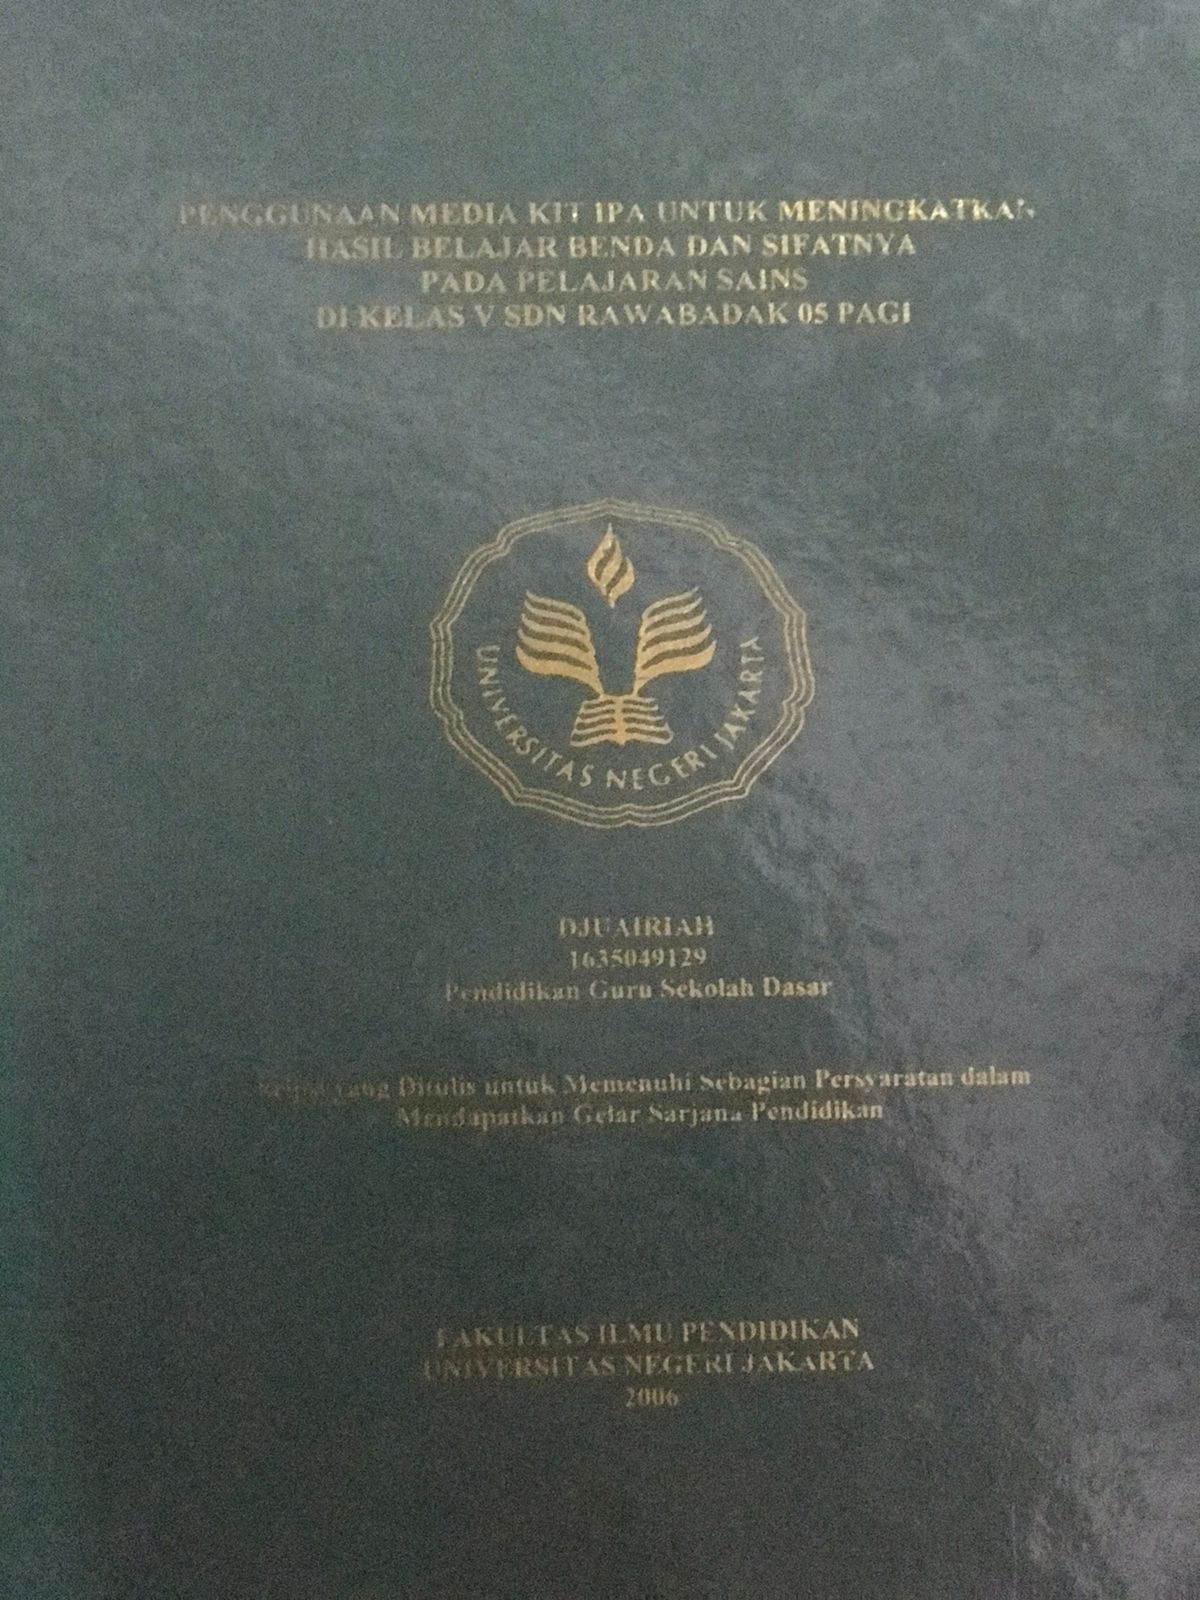 PENGGUNAAN MEDIA KIT IPA UNTUK MENINGKATKAN
HASIL BELAJAR BENDA DAN SIFATNYA
PADA PELAJARAN SAINS
DI KELAS V SDN RAWABADAK 05 PAGI
UNIVERSITAS NEGERI JAKARTA
DJUAIRIAH
1635049129
Pendidikan Guru Sekolah Dasar
Skripsi yang Ditulis untuk Memenuhi Sebagian Persyaratan dalam
Mendapatkan Gelar Sarjana Pendidikan
FAKULTAS ILMU PENDIDIKAN
UNIVERSITAS NEGERI JAKARTA
2006